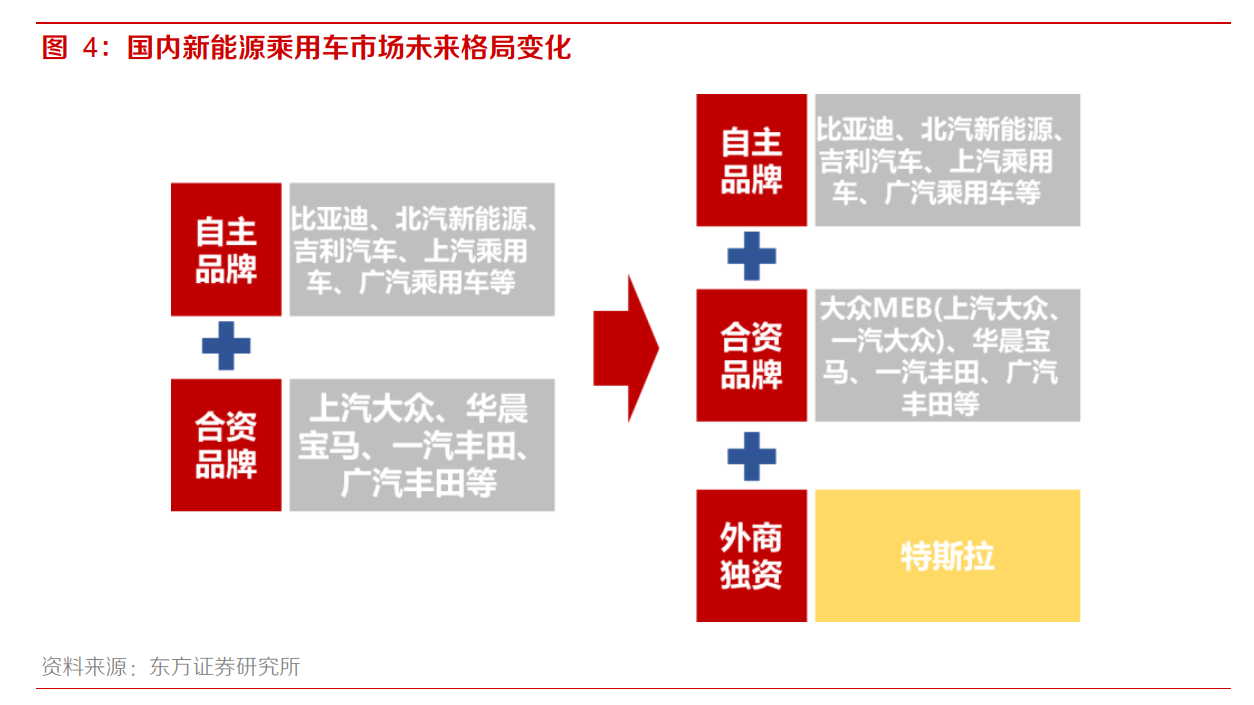 图 4：国内新能源乘用车市场未来格局变化
自主
品牌
比亚迪、北汽新能源、
吉利汽车、上汽乘用
车、广汽乘用车等
合资
品牌
上汽大众、华晨
宝马、一汽丰田、
广汽丰田等
自主
品牌
比亚迪、北汽新能源、
吉利汽车、上汽乘用
车、广汽乘用车等
合资
品牌
大众MEB(上汽大众、
一汽大众)、华晨宝
马、一汽丰田、广汽
丰田等
外商
独资
特斯拉
资料来源：东方证券研究所